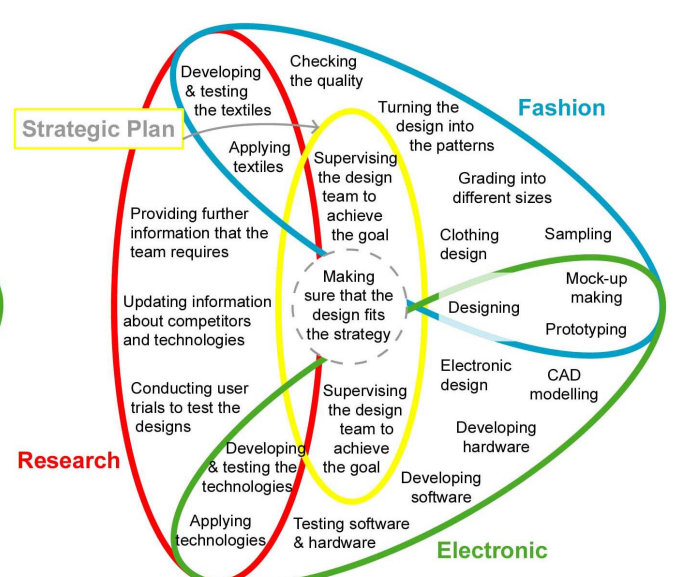 Checking
the quality
Developing
& testing
the textiles
Fashion
Turning the
design into
the patterns
Strategic Plan
Applying
textiles
Supervising
the design
team to
achieve
the goal
Grading into
different sizes
Providing further
information that the
team requires
Clothing
design
Sampling
Making
sure that the
design fits
the strategy
Mock-up
making
Designing
Prototyping
Updating information
about competitors
and technologies
Electronic
design
CAD
modelling
Conducting user
trials to test the
designs
Supervising
the design
team to
achieve
the goal
Developing
hardware
Research
Developing
& testing the
technologies
Developing
software
Applying
technologies
Testing software
& hardware
Electronic